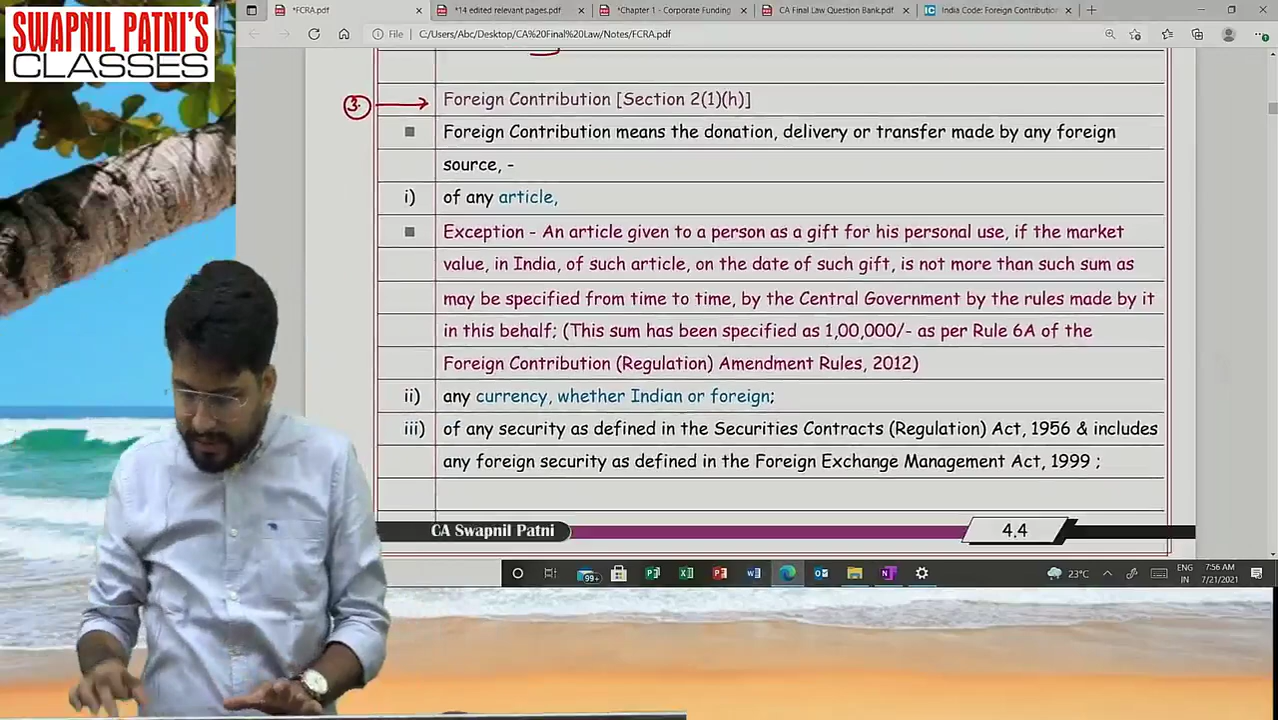 SWAPNIL PATNI'S
CLASSES
*FCRA.pdf
*14 edited relevant pages.pdf
*Chapter 1 - Corporate Funding
CA Final Law Question Bank.pdf
India Code: Foreign Contribution
File
C:/Users/Abc/Desktop/CA%20Final%20Law/Notes/FCRA.pdf
3.
Foreign Contribution [Section 2(1)(h)]
Foreign Contribution means the donation, delivery or transfer made by any foreign
source, -
i) of any article,
Exception - An article given to a person as a gift for his personal use, if the market
value, in India, of such article, on the date of such gift, is not more than such sum as
may be specified from time to time, by the Central Government by the rules made by it
in this behalf; (This sum has been specified as 1,00,000/- as per Rule 6A of the
Foreign Contribution (Regulation) Amendment Rules, 2012)
ii) any currency, whether Indian or foreign;
iii) of any security as defined in the Securities Contracts (Regulation) Act, 1956 & includes
any foreign security as defined in the Foreign Exchange Management Act, 1999 ;
CA Swapnil Patni
4.4
99+
23°C
ENG
IN
7:56 AM
7/21/2021